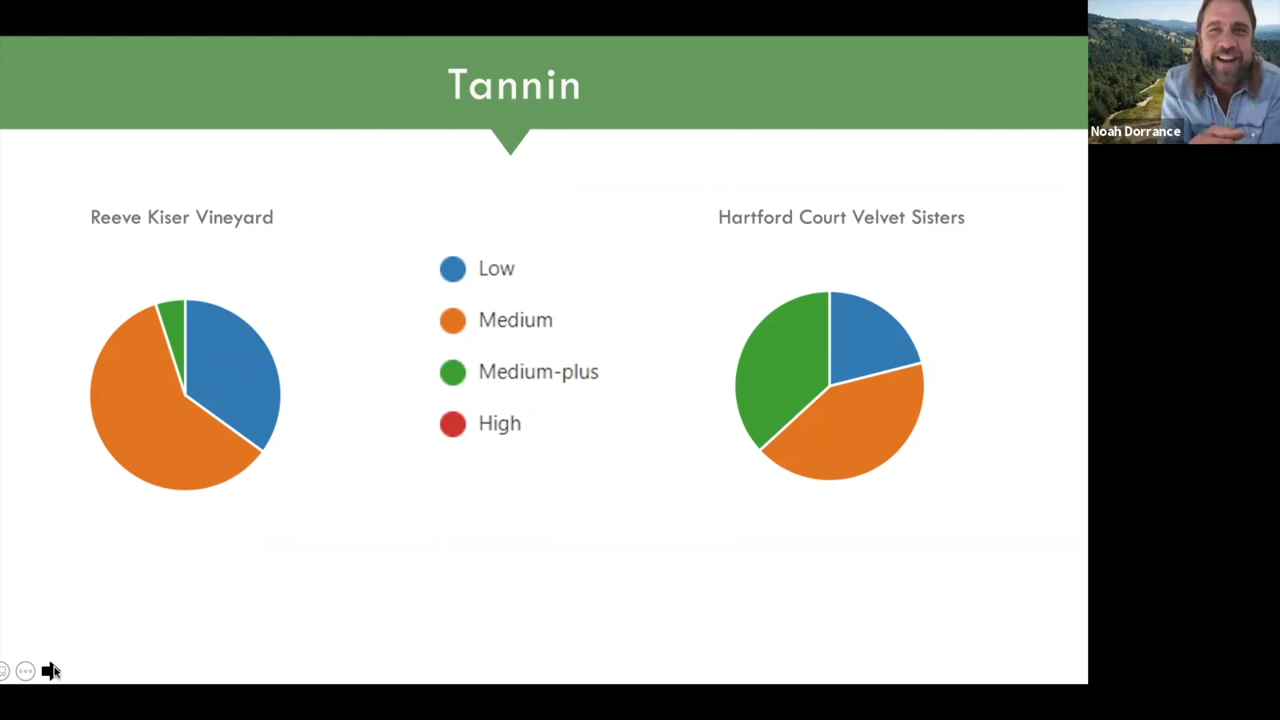 Tannin
Noah Dorrance
Reeve Kiser Vineyard
Hartford Court Velvet Sisters
Low
Medium
Medium-plus
High